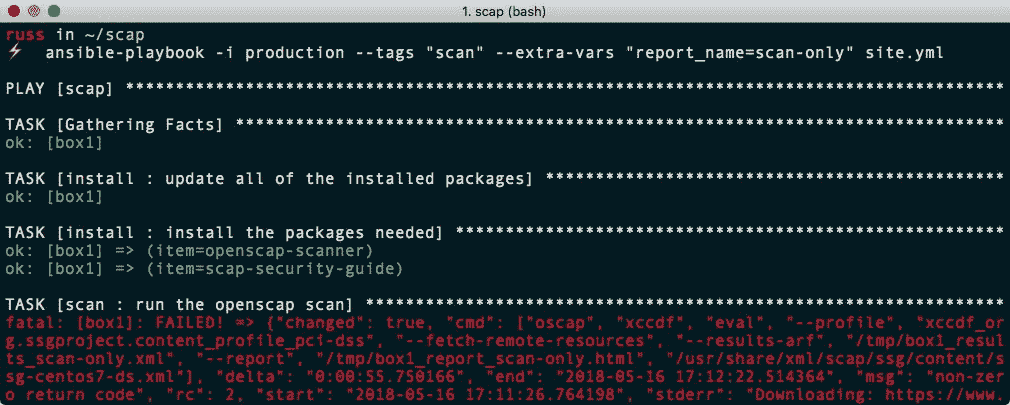 1. scap (bash)
russ in ~/scap
⚡ ansible-playbook -i production --tags "scan" --extra-vars "report_name=scan-only" site.yml
PLAY [scap] ****************************************************************************************
TASK [Gathering Facts] *****************************************************************************
ok: [box1]
TASK [install : update all of the installed packages] **********************************************
ok: [box1]
TASK [install : install the packages needed] *******************************************************
ok: [box1] => (item=openscap-scanner)
ok: [box1] => (item=scap-security-guide)
TASK [scan : run the openscap scan] ****************************************************************
fatal: [box1]: FAILED! => {"changed": true, "cmd": ["oscap", "xccdf", "eval", "--profile", "xccdf_or
g.ssgproject.content_profile_pci-dss", "--fetch-remote-resources", "--results-arf", "/tmp/box1_resul
ts_scan-only.xml", "--report", "/tmp/box1_report_scan-only.html", "/usr/share/xml/scap/ssg/content/s
sg-centos7-ds.xml"], "delta": "0:00:55.750166", "end": "2018-05-16 17:12:22.514364", "msg": "non-zer
o return code", "rc": 2, "start": "2018-05-16 17:11:26.764198", "stderr": "Downloading: https://www.